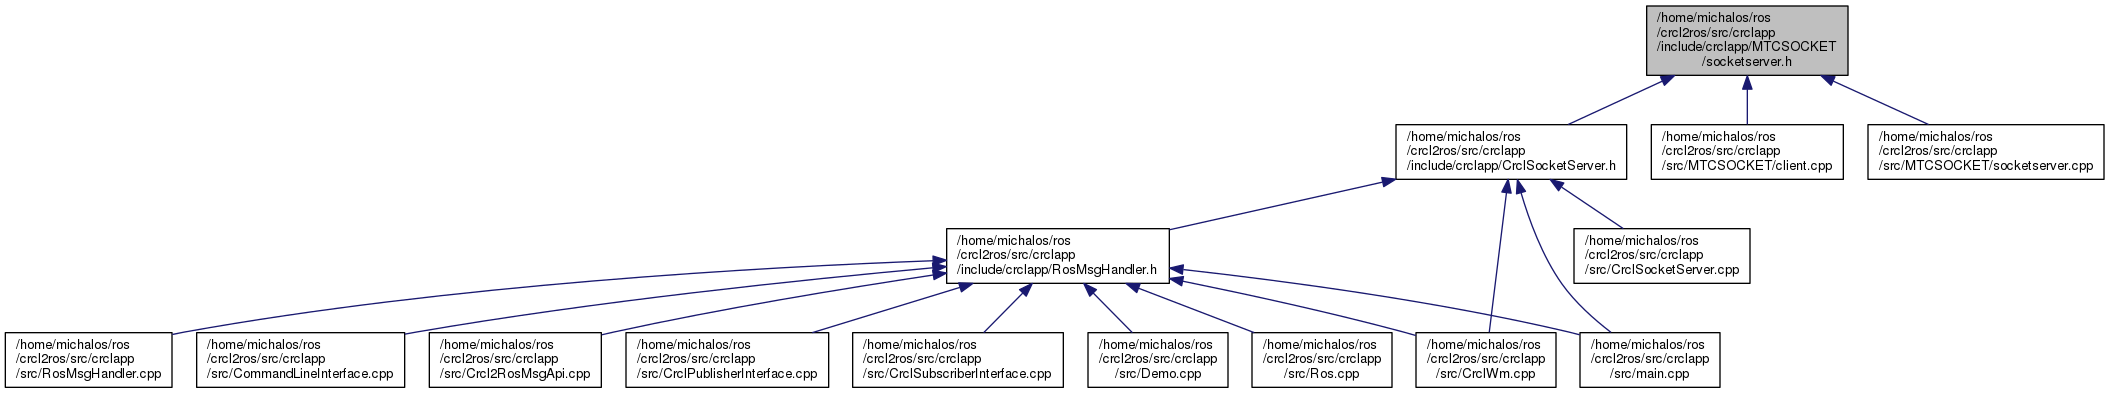 /home/michalos/ros
/crcl2ros/src/crclapp
/include/crclapp/MTCSOCKET
/socketserver.h
/home/michalos/ros
/crcl2ros/src/crclapp
/include/crclapp/CrclSocketServer.h
/home/michalos/ros
/crcl2ros/src/crclapp
/src/MTCSOCKET/client.cpp
/home/michalos/ros
/crcl2ros/src/crclapp
/src/MTCSOCKET/socketserver.cpp
/home/michalos/ros
/crcl2ros/src/crclapp
/include/crclapp/RosMsgHandler.h
/home/michalos/ros
/crcl2ros/src/crclapp
/src/CrclSocketServer.cpp
/home/michalos/ros
/crcl2ros/src/crclapp
/src/RosMsgHandler.cpp
/home/michalos/ros
/crcl2ros/src/crclapp
/src/CommandLineInterface.cpp
/home/michalos/ros
/crcl2ros/src/crclapp
/src/Crcl2RosMsgApi.cpp
/home/michalos/ros
/crcl2ros/src/crclapp
/src/CrclPublisherInterface.cpp
/home/michalos/ros
/crcl2ros/src/crclapp
/src/CrclSubscriberInterface.cpp
/home/michalos/ros
/crcl2ros/src/crclapp
/src/Demo.cpp
/home/michalos/ros
/crcl2ros/src/crclapp
/src/Ros.cpp
/home/michalos/ros
/crcl2ros/src/crclapp
/src/CrclWm.cpp
/home/michalos/ros
/crcl2ros/src/crclapp
/src/main.cpp